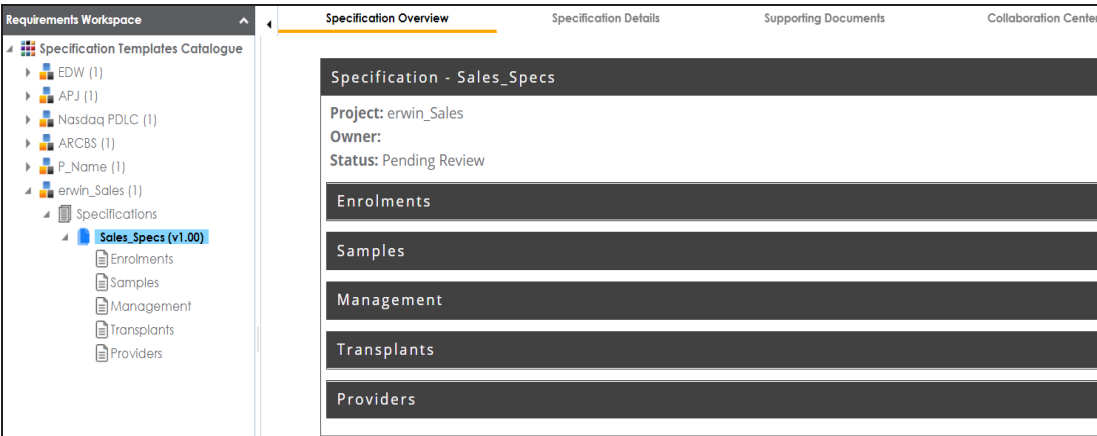 Requirements Workspace
Specification Templates Catalogue
EDW (1)
APJ (1)
Nasdaq PDLC (1)
ARCBS (1)
P_Name (1)
erwin_Sales (1)
Specifications
Sales_Specs (v1.00)
Enrolments
Samples
Management
Transplants
Providers
Specification Overview Specification Details Supporting Documents Collaboration Center
Specification - Sales_Specs
Project: erwin_Sales
Owner:
Status: Pending Review
Enrolments
Samples
Management
Transplants
Providers